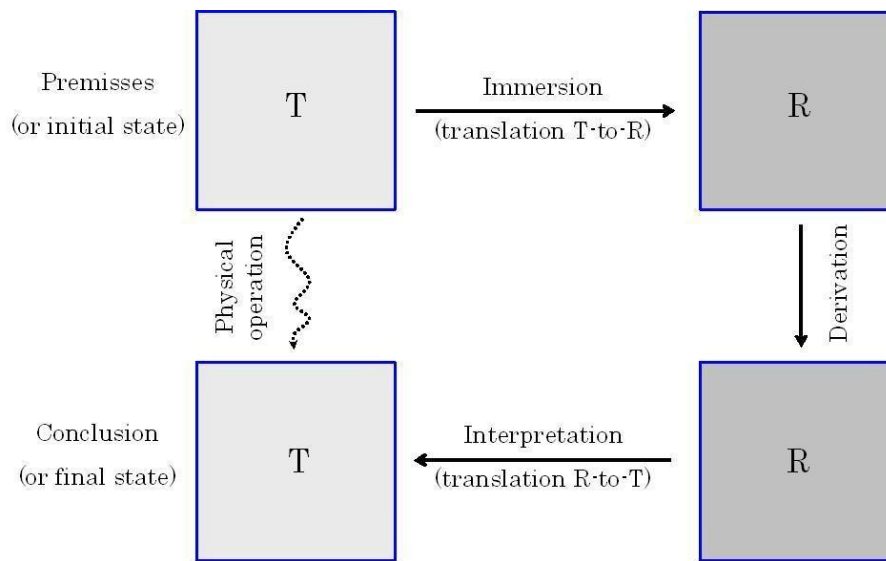 Premisses
(or initial state)
T
Immersion
(translation T-to-R)
R
Physical
operation
Derivation
Conclusion
(or final state)
T
Interpretation
(translation R-to-T)
R